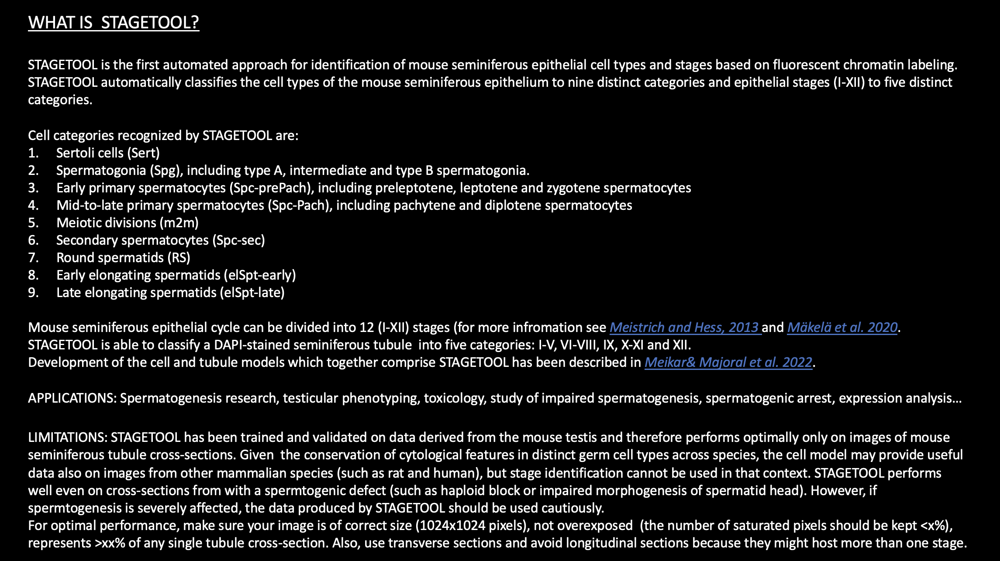 WHAT IS  STAGETOOL?
STAGETOOL is the first automated approach for identification of mouse seminiferous epithelial cell types and stages based on fluorescent chromatin labeling.
STAGETOOL automatically classifies the cell types of the mouse seminiferous epithelium to nine distinct categories and epithelial stages (I-XII) to five distinct
categories.
Cell categories recognized by STAGETOOL are:
1. Sertoli cells (Sert)
2. Spermatogonia (Spg), including type A, intermediate and type B spermatogonia.
3. Early primary spermatocytes (Spc-prePach), including preleptotene, leptotene and zygotene spermatocytes
4. Mid-to-late primary spermatocytes (Spc-Pach), including pachytene and diplotene spermatocytes
5. Meiotic divisions (m2m)
6. Secondary spermatocytes (Spc-sec)
7. Round spermatids (RS)
8. Early elongating spermatids (elSpt-early)
9. Late elongating spermatids (elSpt-late)
Mouse seminiferous epithelial cycle can be divided into 12 (I-XII) stages (for more infromation see Meistrich and Hess, 2013 and Mäkelä et al. 2020.
STAGETOOL is able to classify a DAPI-stained seminiferous tubule  into five categories: I-V, VI-VIII, IX, X-XI and XII.
Development of the cell and tubule models which together comprise STAGETOOL has been described in Meikar& Majoral et al. 2022.
APPLICATIONS: Spermatogenesis research, testicular phenotyping, toxicology, study of impaired spermatogenesis, spermatogenic arrest, expression analysis...
LIMITATIONS: STAGETOOL has been trained and validated on data derived from the mouse testis and therefore performs optimally only on images of mouse
seminiferous tubule cross-sections. Given  the conservation of cytological features in distinct germ cell types across species, the cell model may provide useful
data also on images from other mammalian species (such as rat and human), but stage identification cannot be used in that context. STAGETOOL performs
well even on cross-sections from with a spermtogenic defect (such as haploid block or impaired morphogenesis of spermatid head). However, if
spermtogenesis is severely affected, the data produced by STAGETOOL should be used cautiously.
For optimal performance, make sure your image is of correct size (1024x1024 pixels), not overexposed  (the number of saturated pixels should be kept <x%),
represents >xx% of any single tubule cross-section. Also, use transverse sections and avoid longitudinal sections because they might host more than one stage.